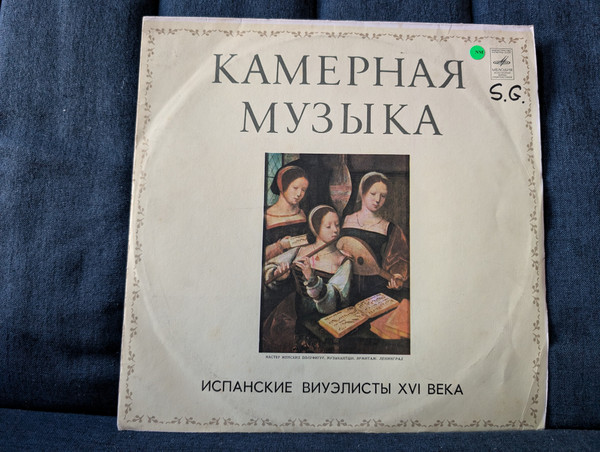 КАМЕРНАЯ
МУЗЫКА
S.G.
ИСПАНСКИЕ ВИУЭЛИСТЫ XVI ВЕКА